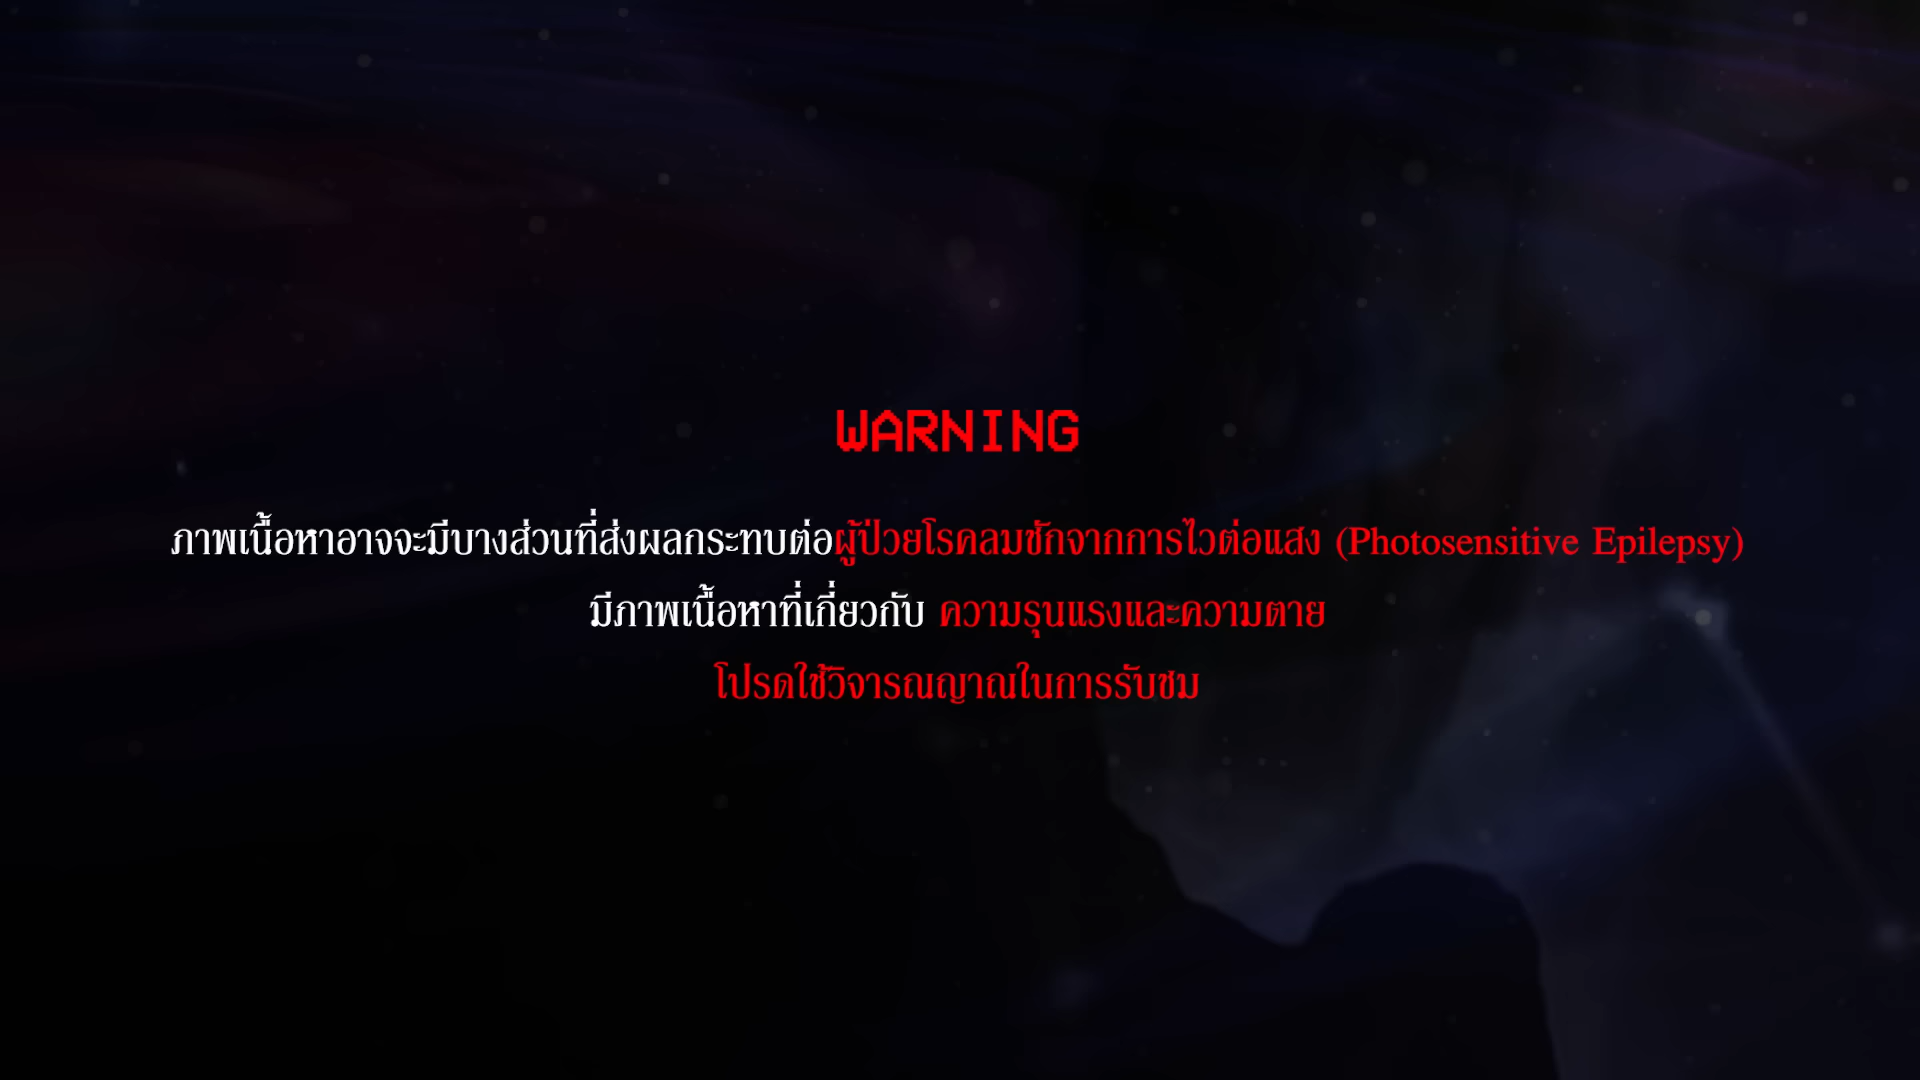 WARNING
ภาพเนื้อหาอาจจะมีบางส่วนที่ส่งผลกระทบต่อผู้ป่วยโรคลมชักจากการไวต่อแสง (Photosensitive Epilepsy)
มีภาพเนื้อหาที่เกี่ยวกับ ความรุนแรงและความตาย
โปรดใช้วิจารณญาณในการรับชม